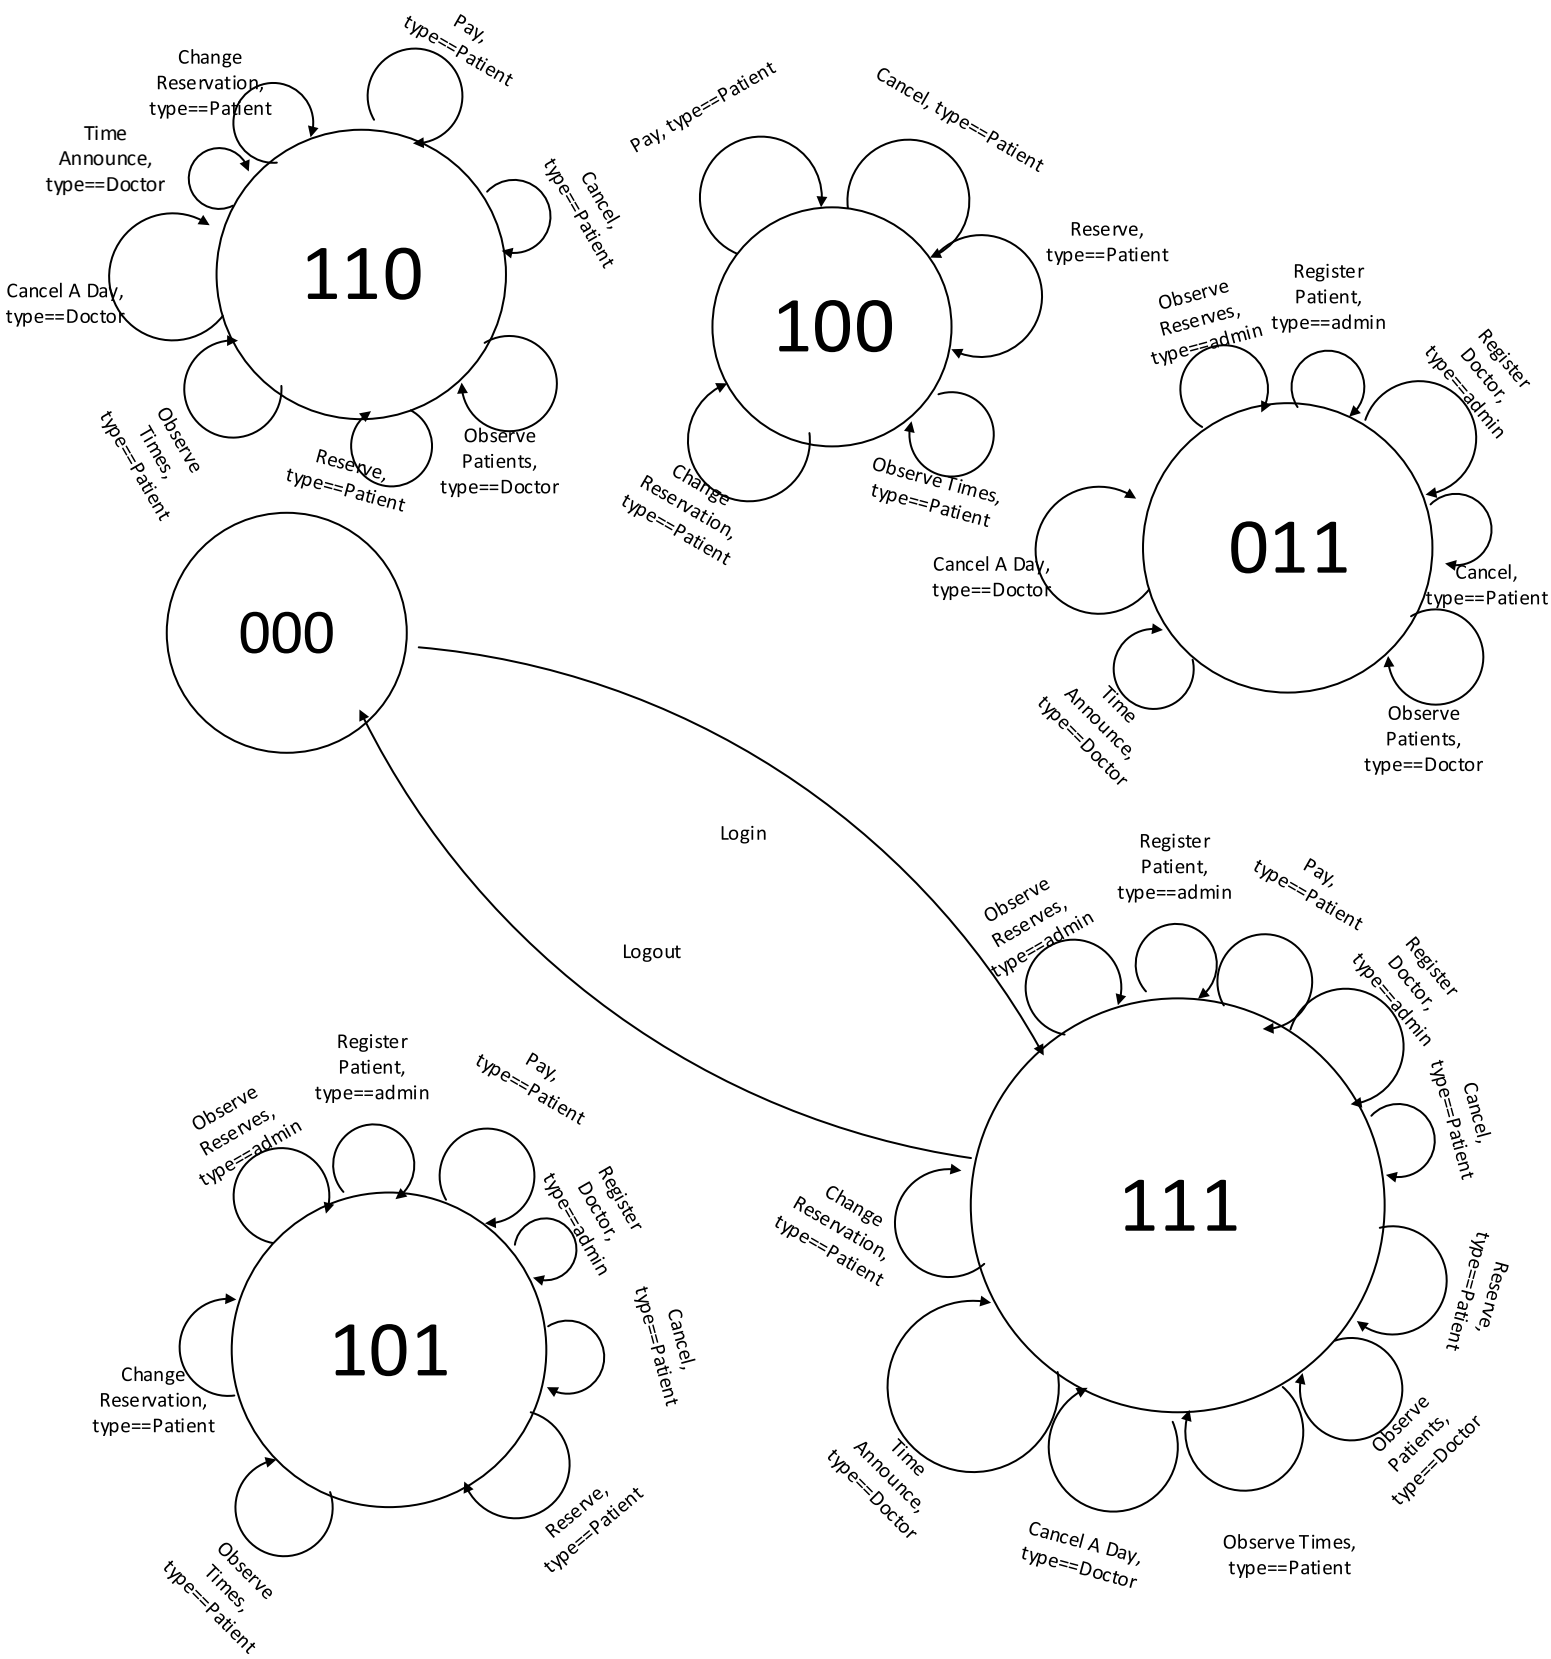 Pay,
type==Patient
Change
Reservation,
type==Patient
Time
Announce,
type==Doctor
Cancel,
type==Patient
110
Cancel A Day,
type==Doctor
Observe
Times,
type==Patient
Reserve,
type==Patient
Observe
Patients,
type==Doctor
Pay, type==Patient
Cancel, type==Patient
Reserve,
type==Patient
100
Change
Reservation,
type==Patient
Observe Times,
type==Patient
Observe
Reserves,
type==admin
Register
Patient,
type==admin
Register
Doctor,
type==admin
011
Cancel A Day,
type==Doctor
Cancel,
type==Patient
Time
Announce,
type==Doctor
Observe
Patients,
type==Doctor
000
Login
Logout
Observe
Reserves,
type==admin
Register
Patient,
type==admin
Pay,
type==Patient
Register
Doctor,
type==admin
Cancel,
type==Patient
111
Change
Reservation,
type==Patient
Reserve,
type==Patient
Time
Announce,
type==Doctor
Cancel A Day,
type==Doctor
Observe Times,
type==Patient
Observe
Patients,
type==Doctor
Observe
Reserves,
type==admin
Register
Patient,
type==admin
Pay,
type==Patient
Register
Doctor,
type==admin
Cancel,
type==Patient
101
Change
Reservation,
type==Patient
Observe
Times,
type==Patient
Reserve,
type==Patient